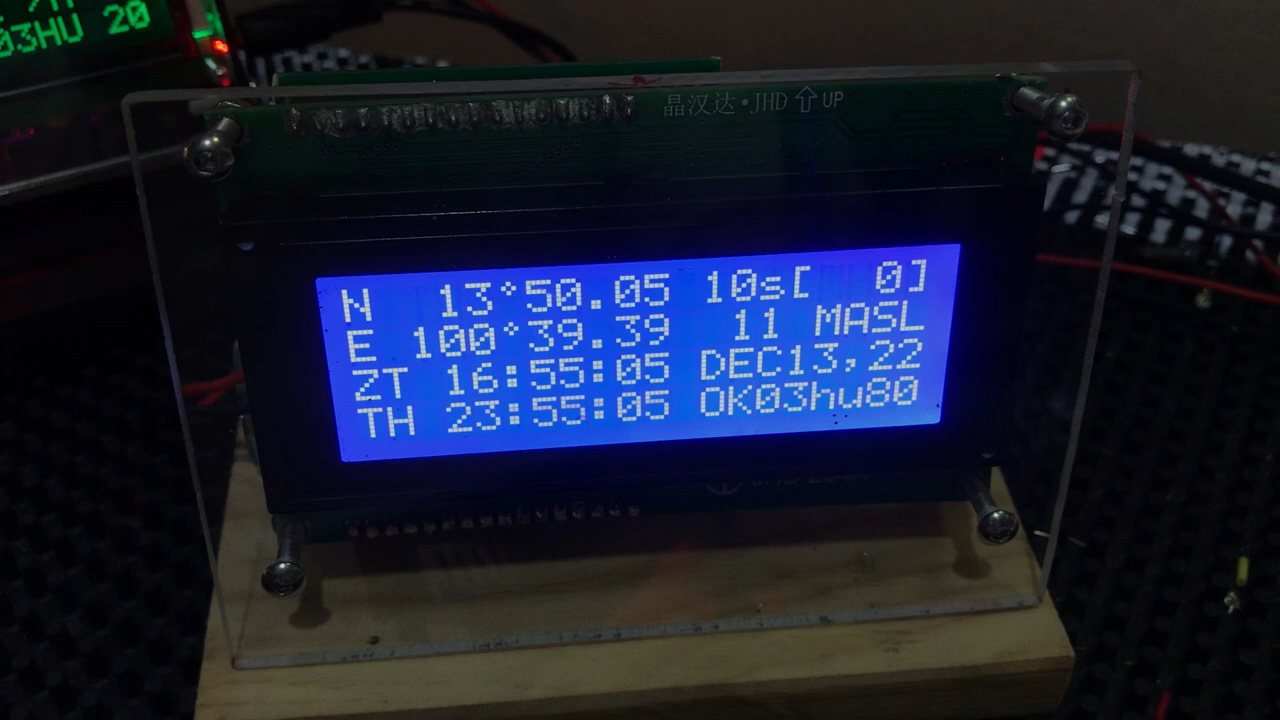 03HU 20
晶汉达·JHD ⇧ UP
N 13°50.05 10s[ 0]
E 100°39.39 11 MASL
ZT 16:55:05 DEC13,22
TH 23:55:05 OK03hu80